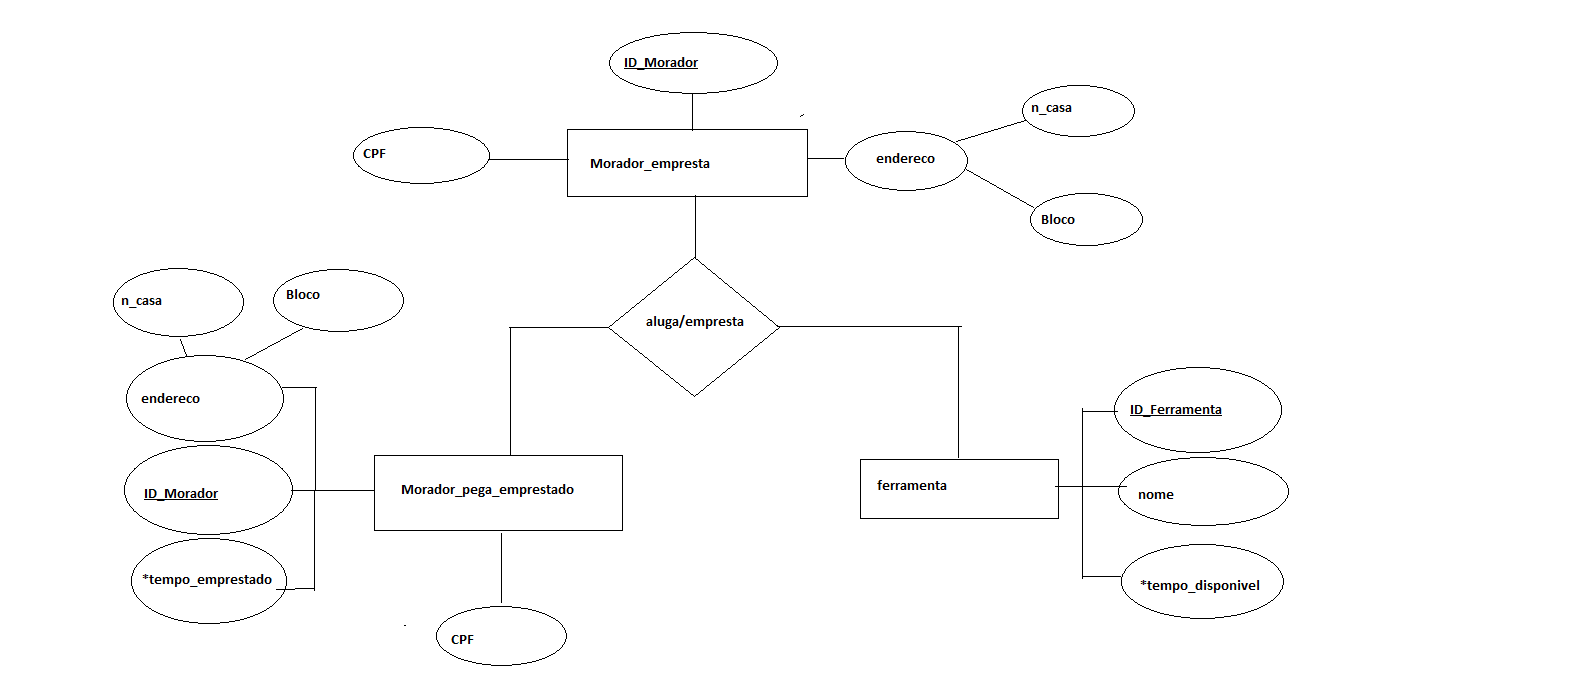 ID_Morador
n_casa
CPF
Morador_empresta
endereco
Bloco
n_casa
Bloco
aluga/empresta
endereco
ID_Ferramenta
ID_Morador
Morador_pega_emprestado
ferramenta
nome
*tempo_emprestado
*tempo_disponivel
CPF